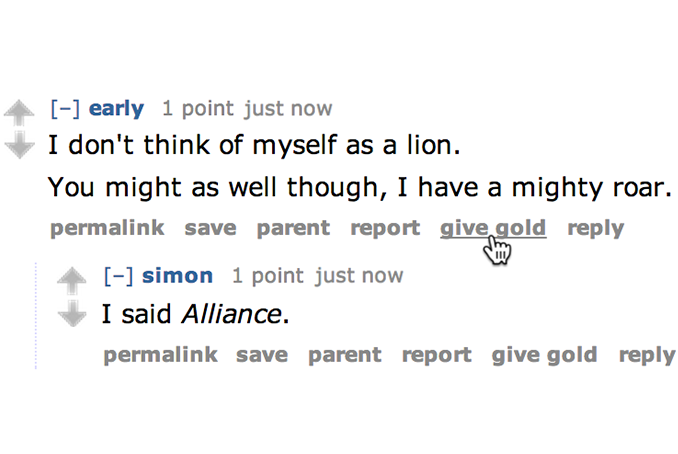 [–] early 1 point just now
I don't think of myself as a lion.
You might as well though, I have a mighty roar.
permalink save parent report give gold reply
[–] simon 1 point just now
I said Alliance.
permalink save parent report give gold reply